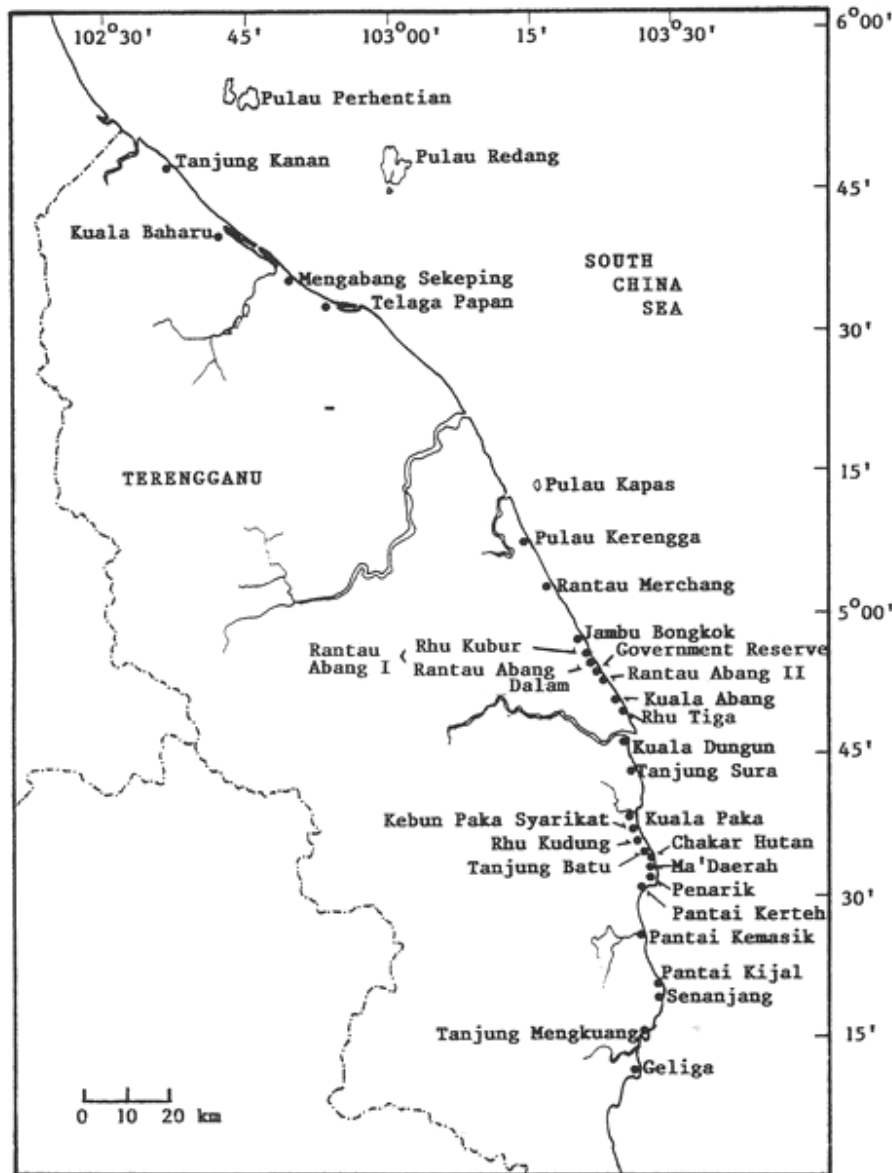 102°30' 45' 103°00' 15' 103°30' 6°00'
Pulau Perhentian
Tanjung Kanan
Pulau Redang
45'
Kuala Baharu
SOUTH
CHINA
SEA
Mengabang Sekeping
Telaga Papan
30'
TERENGGANU
15'
Pulau Kapas
Pulau Kerengga
Rantau Merchang
5°00'
Jambu Bongkok
Rantau
Abang I
Rhu Kubur
Government Reserve
Rantau Abang
Dalam
Rantau Abang II
Kuala Abang
Rhu Tiga
Kuala Dungun
45'
Tanjung Sura
Kebun Paka Syarikat
Kuala Paka
Rhu Kudung
Chakar Hutan
Tanjung Batu
Ma'Daerah
Penarik
30'
Pantai Kerteh
Pantai Kemasik
Pantai Kijal
Senanjang
Tanjung Mengkuang
15'
Geliga
0 10 20 km